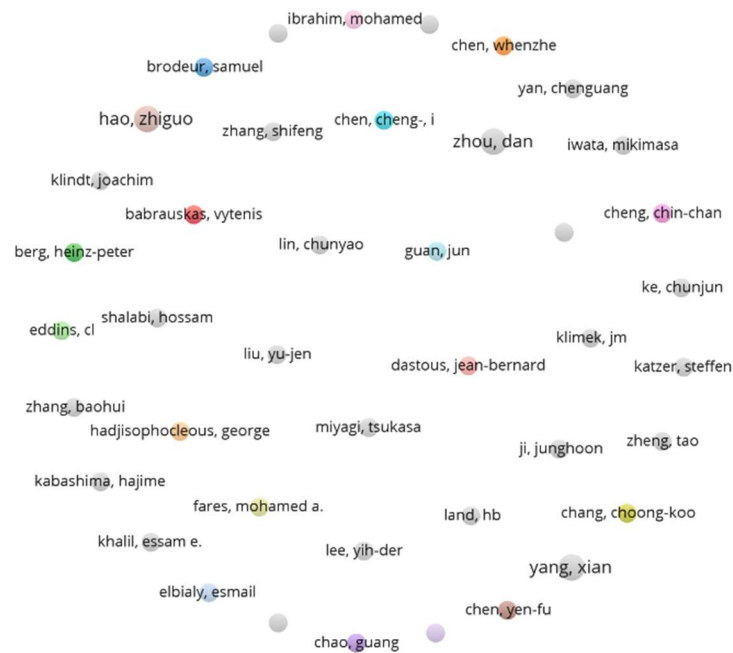 ibrahim, mohamed
chen, whenzhe
brodeur, samuel
yan, chenguang
hao, zhiguo
zhang, shifeng
chen, cheng-, i
zhou, dan
iwata, mikimasa
klindt, joachim
babrauskas, vytenis
cheng, chin-chan
berg, heinz-peter
lin, chunyao
guan, jun
ke, chunjun
shalabi, hossam
eddins, cl
klimek, jm
liu, yu-jen
dastous, jean-bernard
katzer, steffen
zhang, baohui
hadjisophocleous, george
miyagi, tsukasa
ji, junghoon
zheng, tao
kabashima, hajime
fares, mohamed a.
land, hb
chang, choong-koo
khalil, essam e.
lee, yih-der
yang, xian
elbialy, esmail
chen, yen-fu
chao, guang